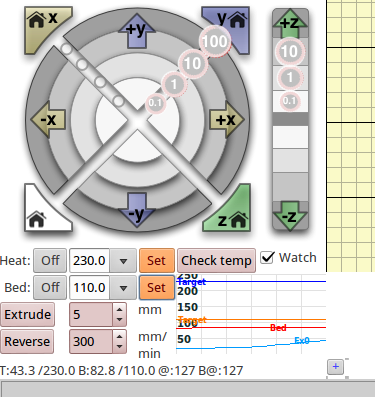 x
+y
y
+z
100
10
10
1
1
0.1
0.1
-x
+x
-y
z
-z
Heat: Off 230.0 Set Check temp Watch
Bed: Off 110.0 Set
250
Target
200
150
Target
100
Bed
50
Ex0
Extrude 5 mm
Reverse 300 mm/
min
T:43.3 /230.0 B:82.8 /110.0 @:127 B@:127
+